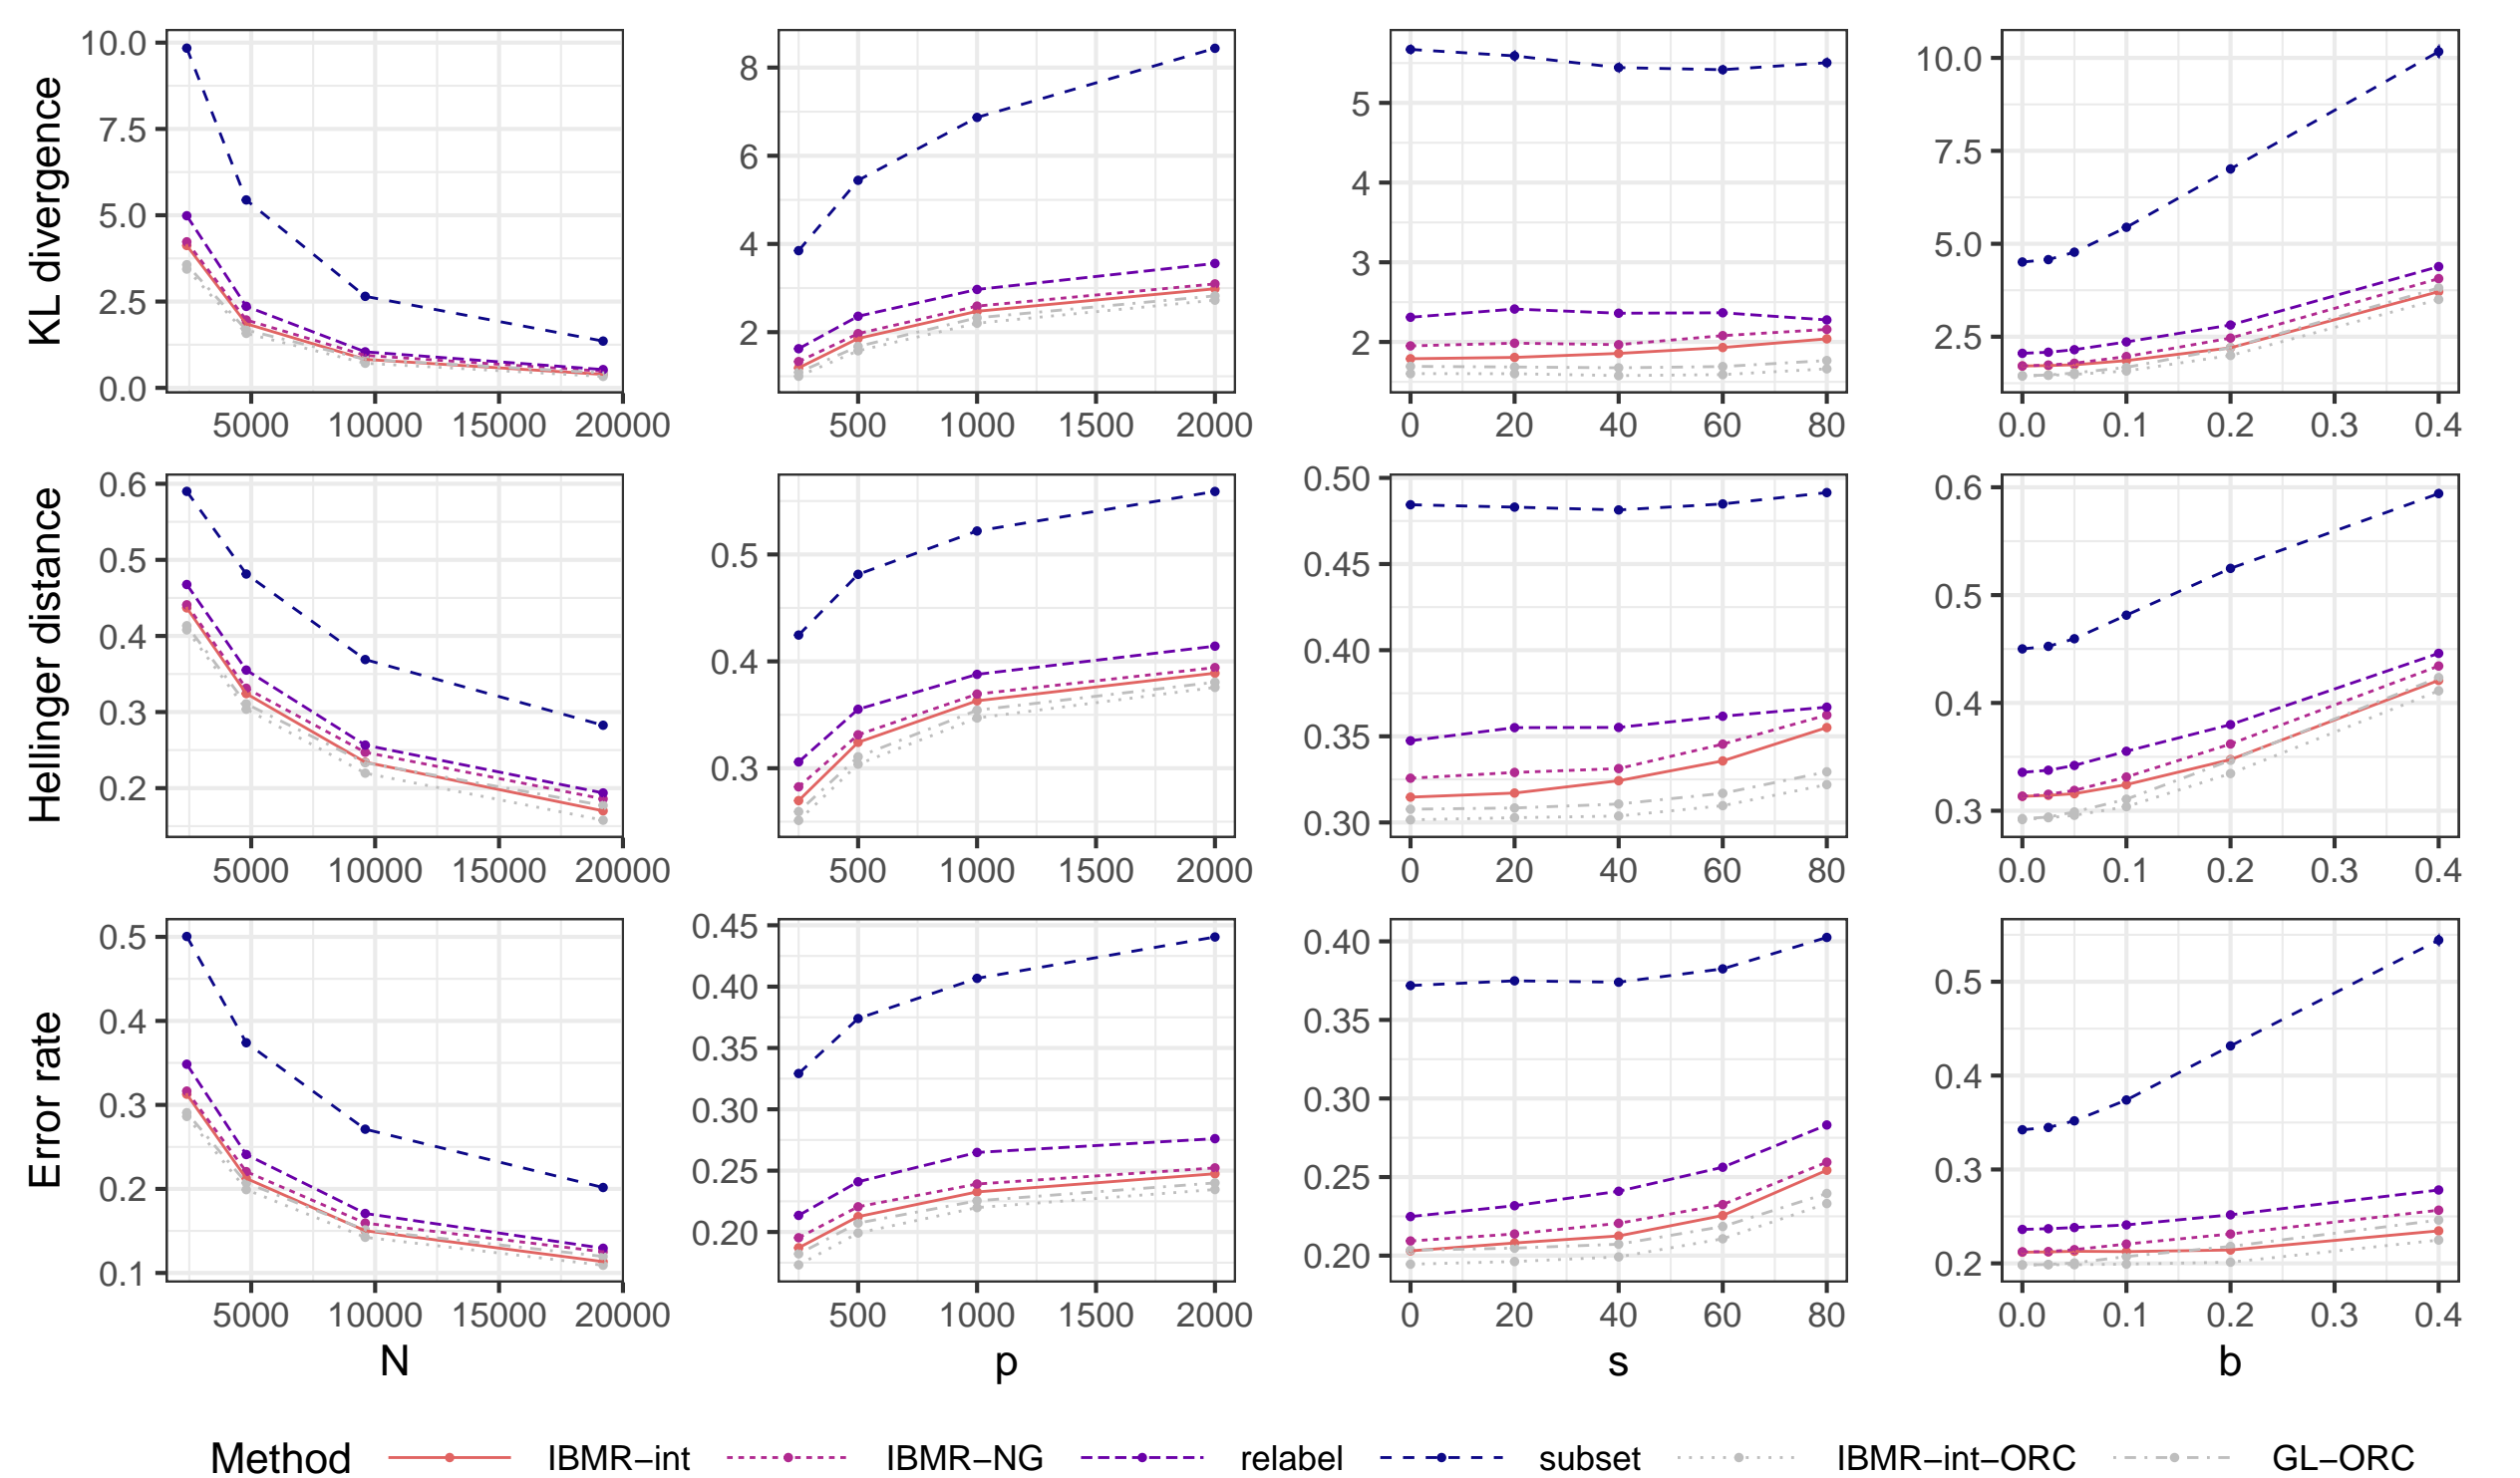 KL divergence
10.0
7.5
5.0
2.5
0.0
5000 10000 15000 20000
8
6
4
2
500 1000 1500 2000
5
4
3
2
0 20 40 60 80
10.0
7.5
5.0
2.5
0.0 0.1 0.2 0.3 0.4
Hellinger distance
0.6
0.5
0.4
0.3
0.2
5000 10000 15000 20000
0.5
0.4
0.3
500 1000 1500 2000
0.50
0.45
0.40
0.35
0.30
0 20 40 60 80
0.6
0.5
0.4
0.3
0.0 0.1 0.2 0.3 0.4
Error rate
0.5
0.4
0.3
0.2
0.1
5000 10000 15000 20000
N
0.45
0.40
0.35
0.30
0.25
0.20
500 1000 1500 2000
p
0.40
0.35
0.30
0.25
0.20
0 20 40 60 80
s
0.5
0.4
0.3
0.2
0.0 0.1 0.2 0.3 0.4
b
Method IBMR−int IBMR−NG relabel subset IBMR−int−ORC GL−ORC